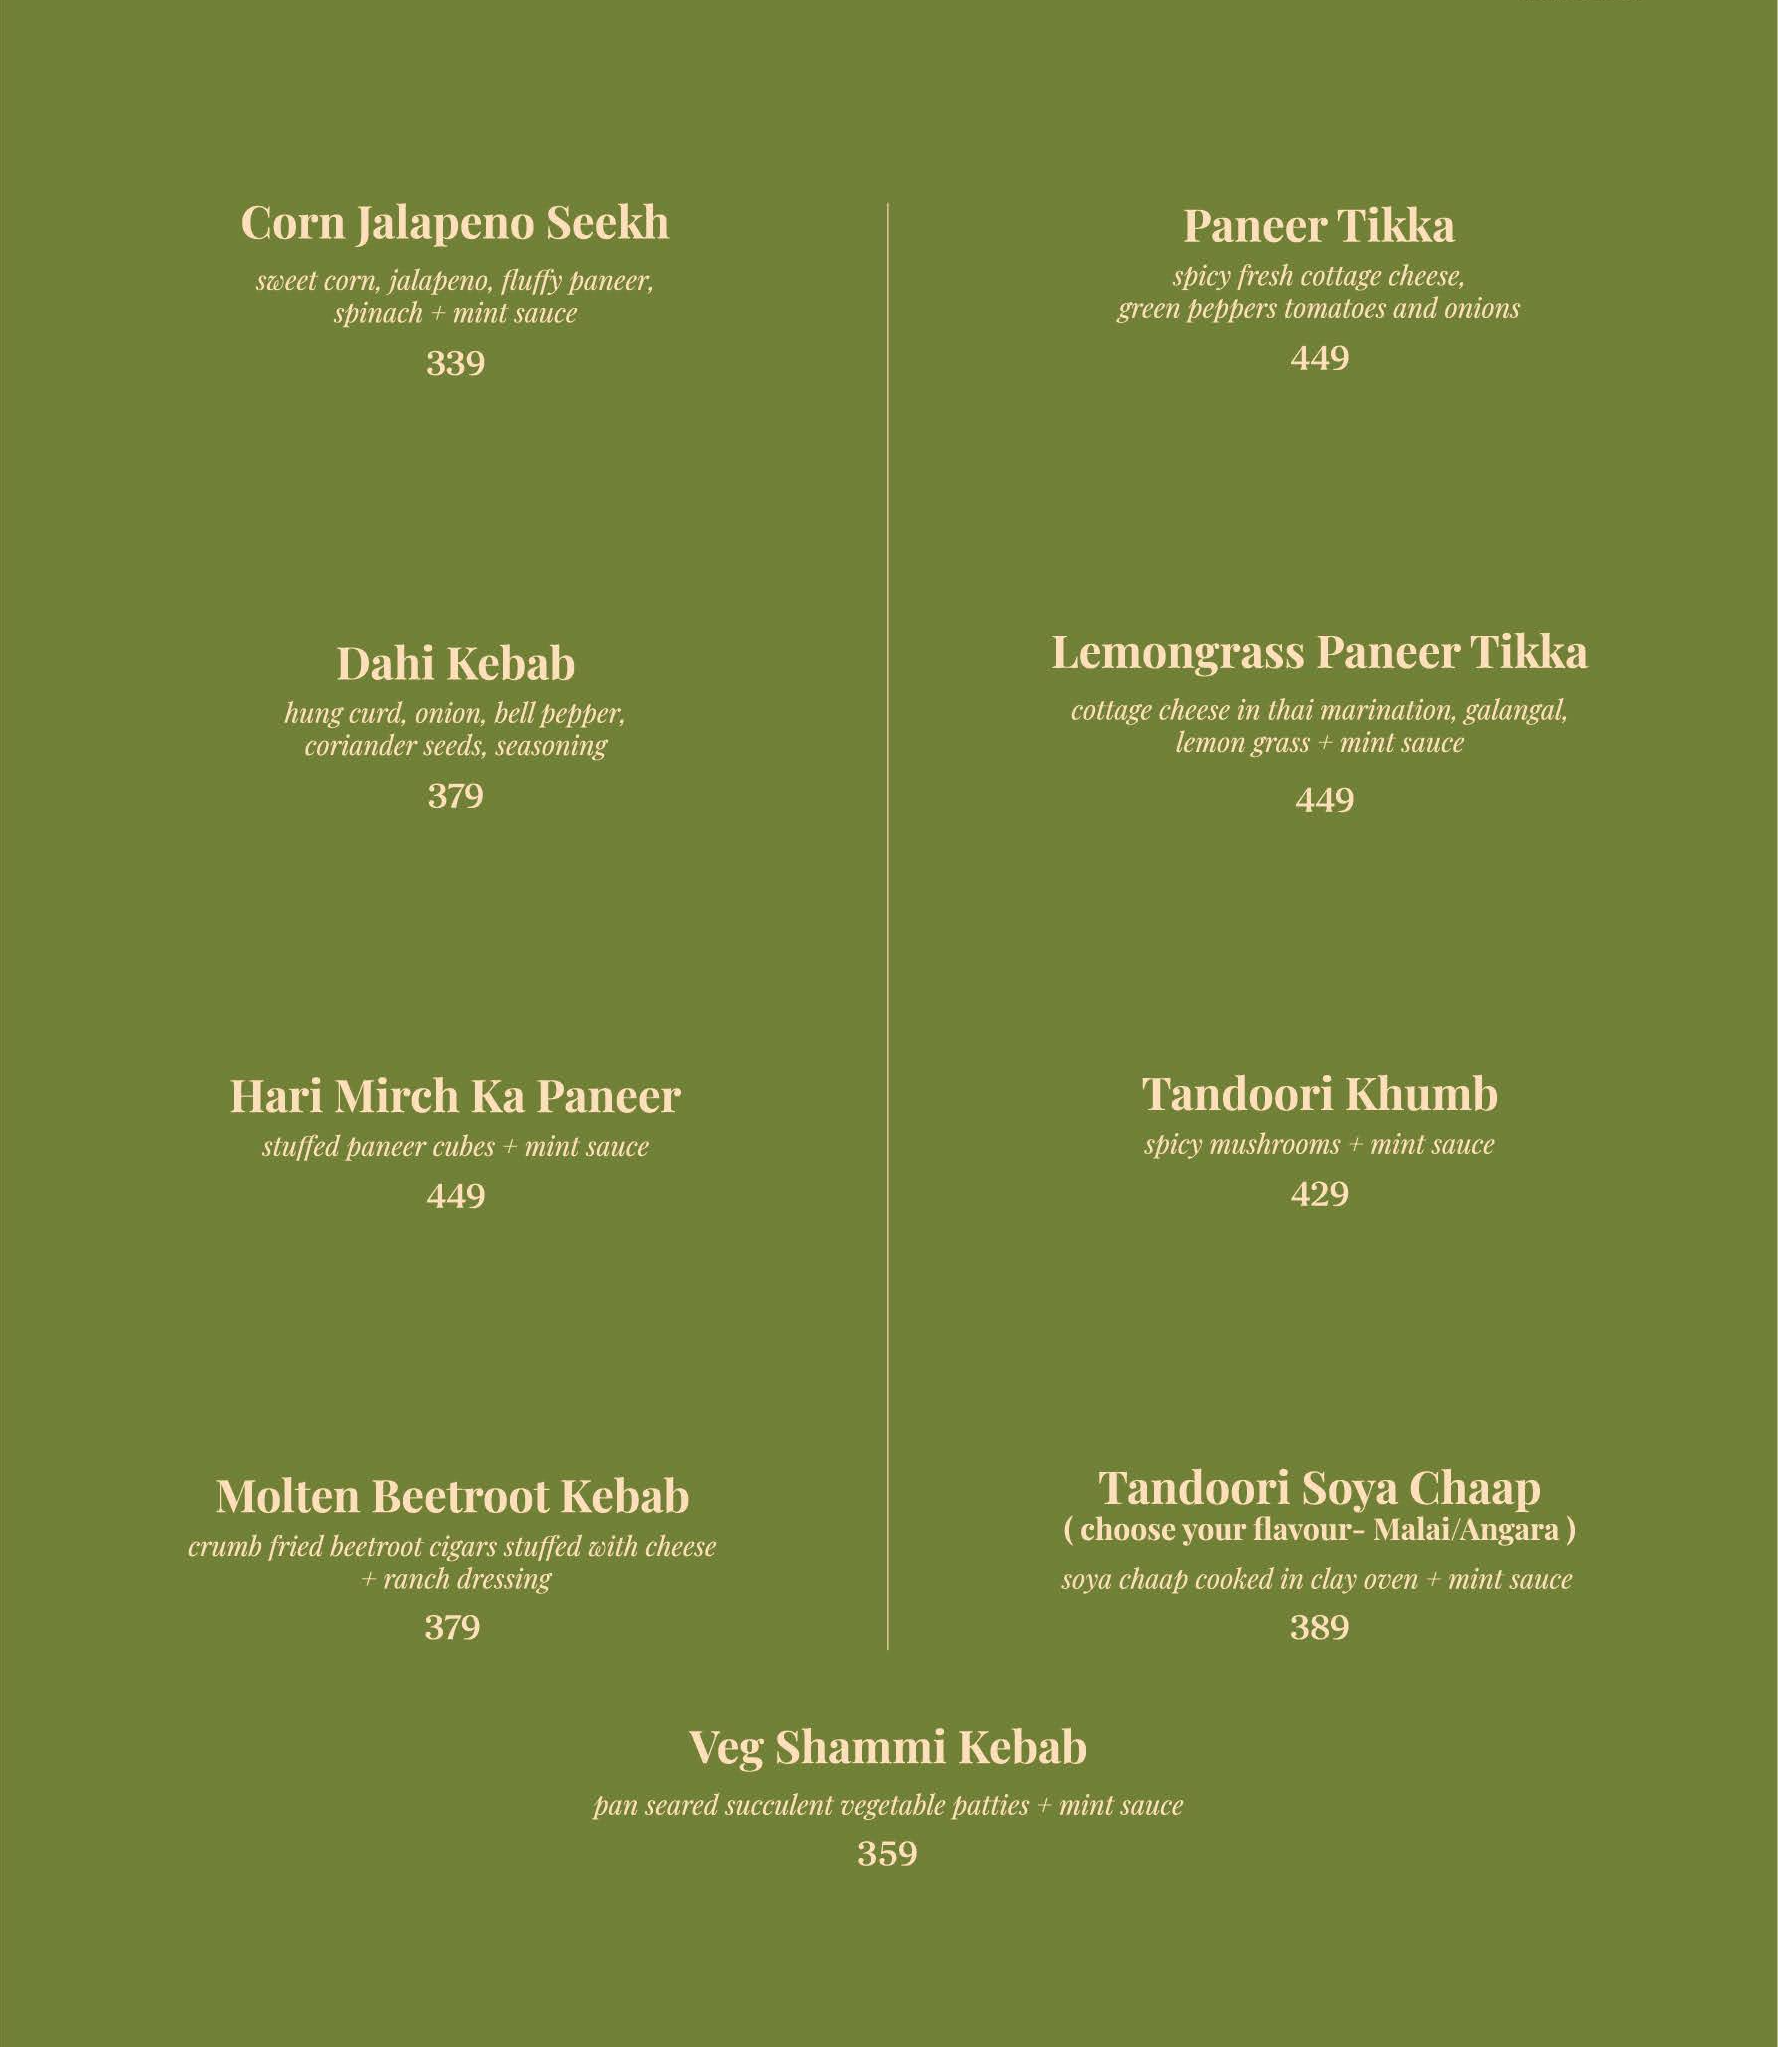 Corn Jalapeno Seekh
sweet corn, jalapeno, fluffy paneer,
spinach + mint sauce
339
Dahi Kebab
hung curd, onion, bell pepper,
coriander seeds, seasoning
379
Hari Mirch Ka Paneer
stuffed paneer cubes + mint sauce
449
Molten Beetroot Kebab
crumb fried beetroot cigars stuffed with cheese
+ ranch dressing
379
Paneer Tikka
spicy fresh cottage cheese,
green peppers tomatoes and onions
449
Lemongrass Paneer Tikka
cottage cheese in thai marination, galangal,
lemon grass + mint sauce
449
Tandoori Khumb
spicy mushrooms + mint sauce
429
Tandoori Soya Chaap
( choose your flavour- Malai/Angara )
soya chaap cooked in clay oven + mint sauce
389
Veg Shammi Kebab
pan seared succulent vegetable patties + mint sauce
359